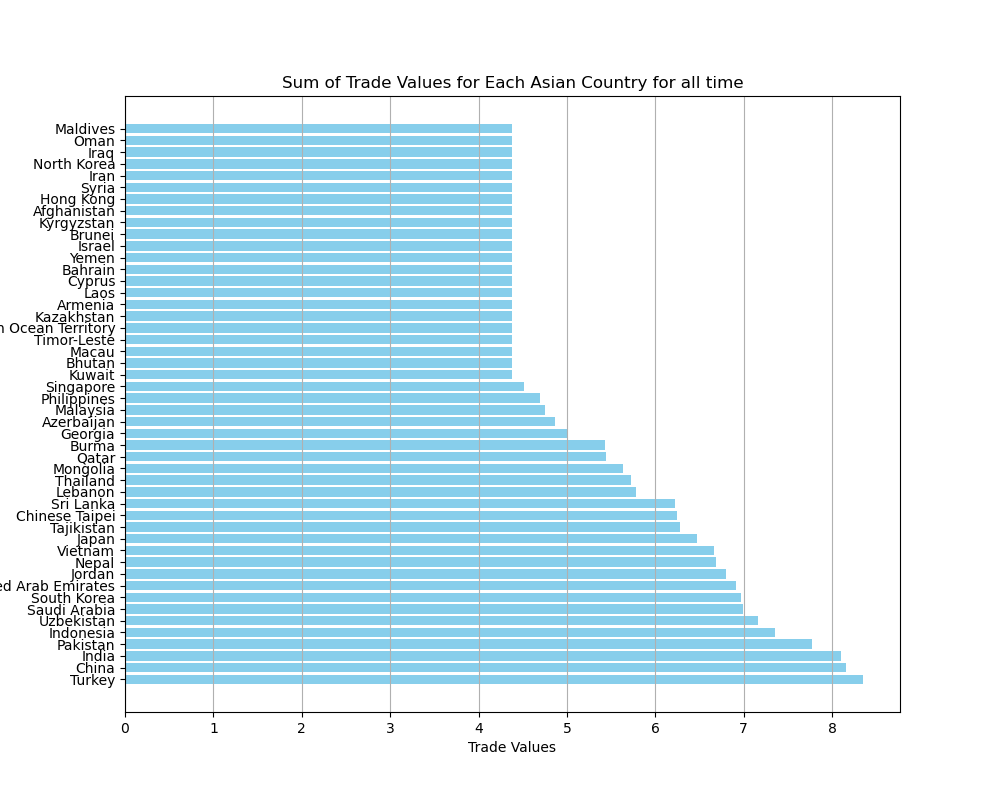 Sum of Trade Values for Each Asian Country for all time
Maldives
Oman
Iraq
North Korea
Iran
Syria
Hong Kong
Afghanistan
Kyrgyzstan
Brunei
Israel
Yemen
Bahrain
Cyprus
Laos
Armenia
Kazakhstan
Ocean Territory
Timor-Leste
Macau
Bhutan
Kuwait
Singapore
Philippines
Malaysia
Azerbaijan
Georgia
Burma
Qatar
Mongolia
Thailand
Lebanon
Sri Lanka
Chinese Taipei
Tajikistan
Japan
Vietnam
Nepal
Jordan
Arab Emirates
South Korea
Saudi Arabia
Uzbekistan
Indonesia
Pakistan
India
China
Turkey
0 1 2 3 4 5 6 7 8
Trade Values